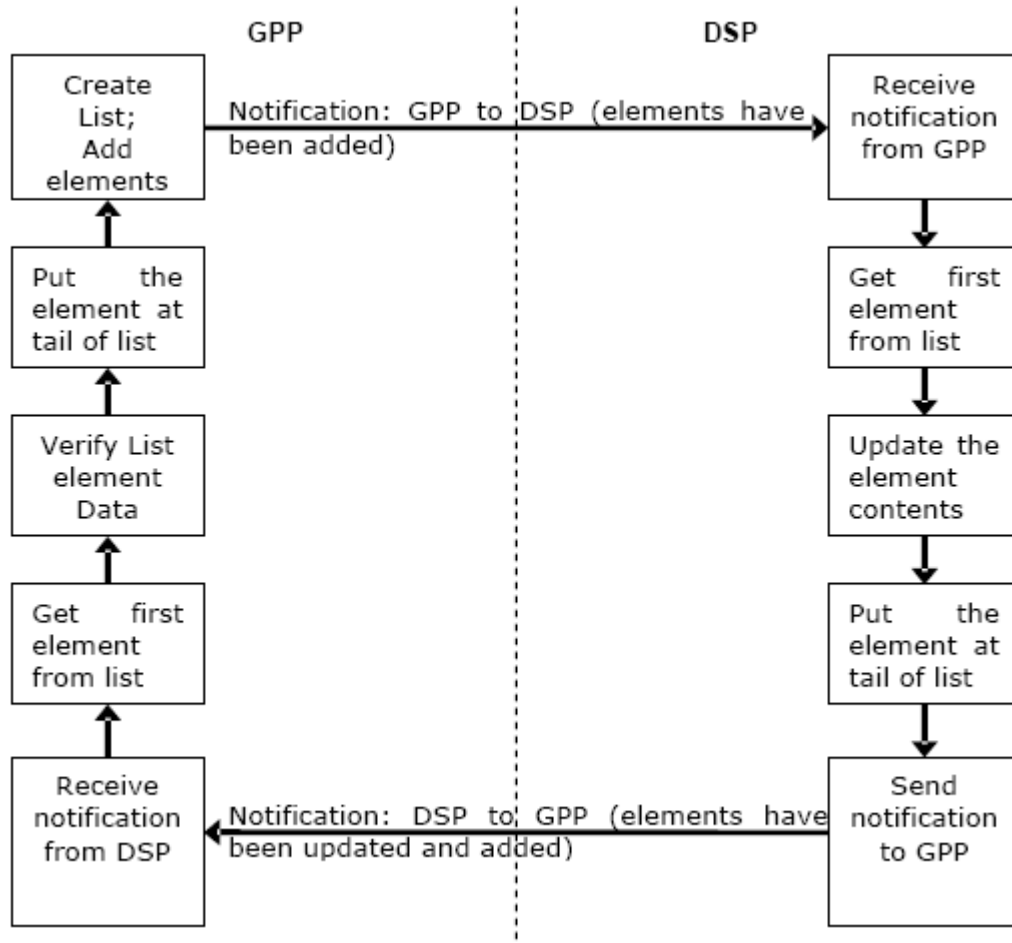 GPP
DSP
Create
List;
Add
elements
Notification: GPP to DSP (elements have
been added)
Receive
notification
from GPP
Put the
element at
tail of list
Get first
element
from list
Verify List
element
Data
Update the
element
contents
Get first
element
from list
Put the
element at
tail of list
Receive
notification
from DSP
Notification: DSP to GPP (elements have
been updated and added)
Send
notification
to GPP